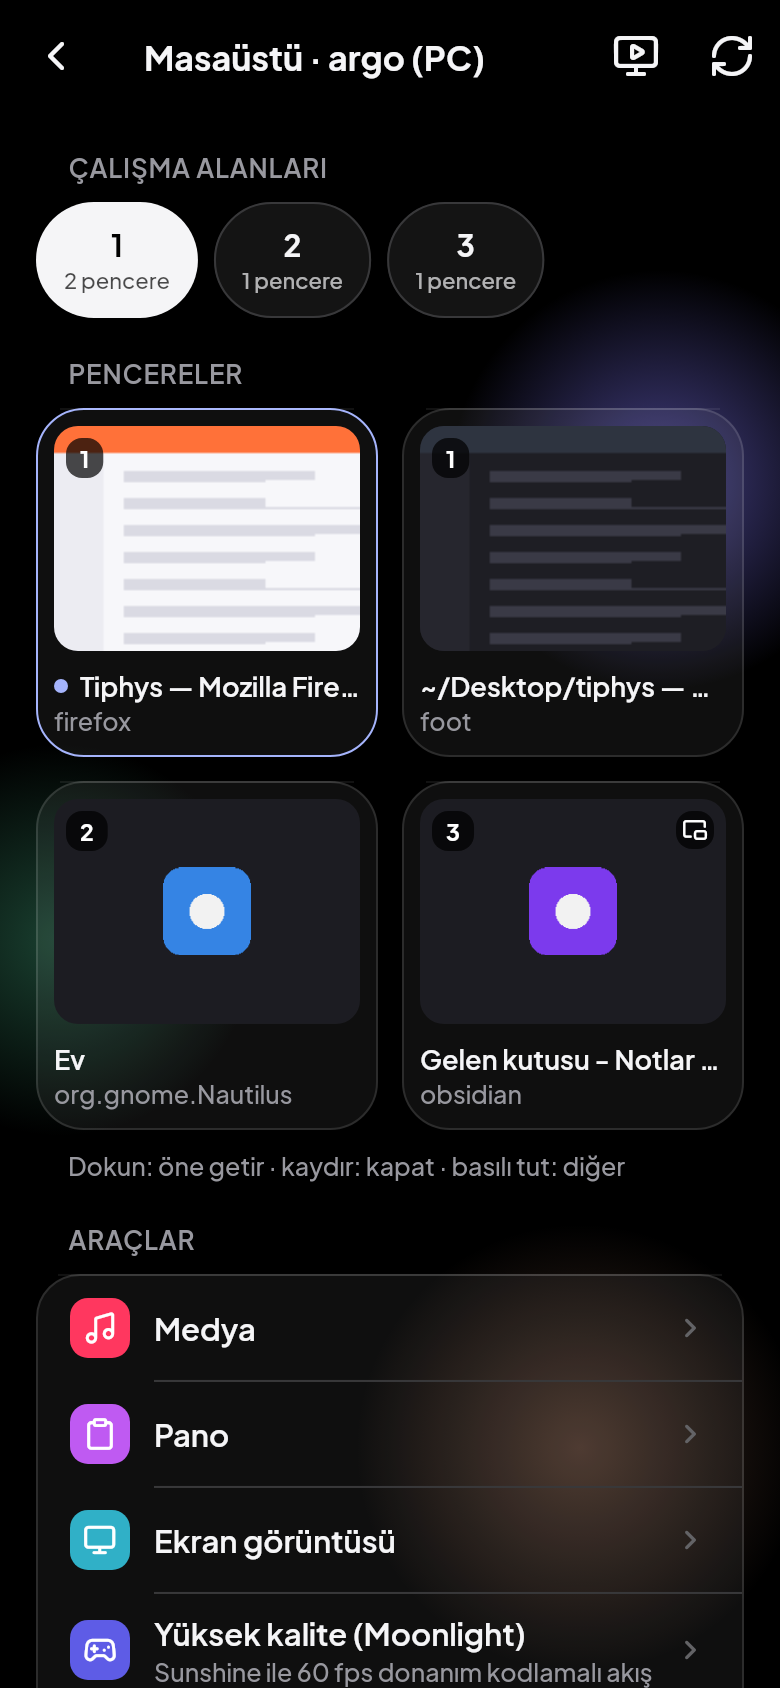 Masaüstü · argo (PC)
ÇALIŞMA ALANLARI
1
2 pencere
2
1 pencere
3
1 pencere
PENCERELER
1
Tiphys — Mozilla Fire…
firefox
1
~/Desktop/tiphys — …
foot
2
Ev
org.gnome.Nautilus
3
Gelen kutusu – Notlar …
obsidian
Dokun: öne getir · kaydır: kapat · basılı tut: diğer
ARAÇLAR
Medya
Pano
Ekran görüntüsü
Yüksek kalite (Moonlight)
Sunshine ile 60 fps donanım kodlamalı akış